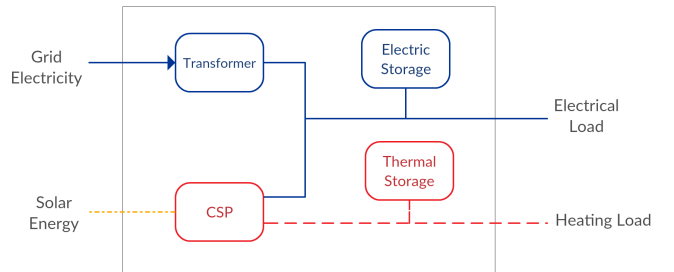 Grid
Electricity
Transformer
Electric
Storage
Electrical
Load
Thermal
Storage
Solar
Energy
CSP
Heating Load